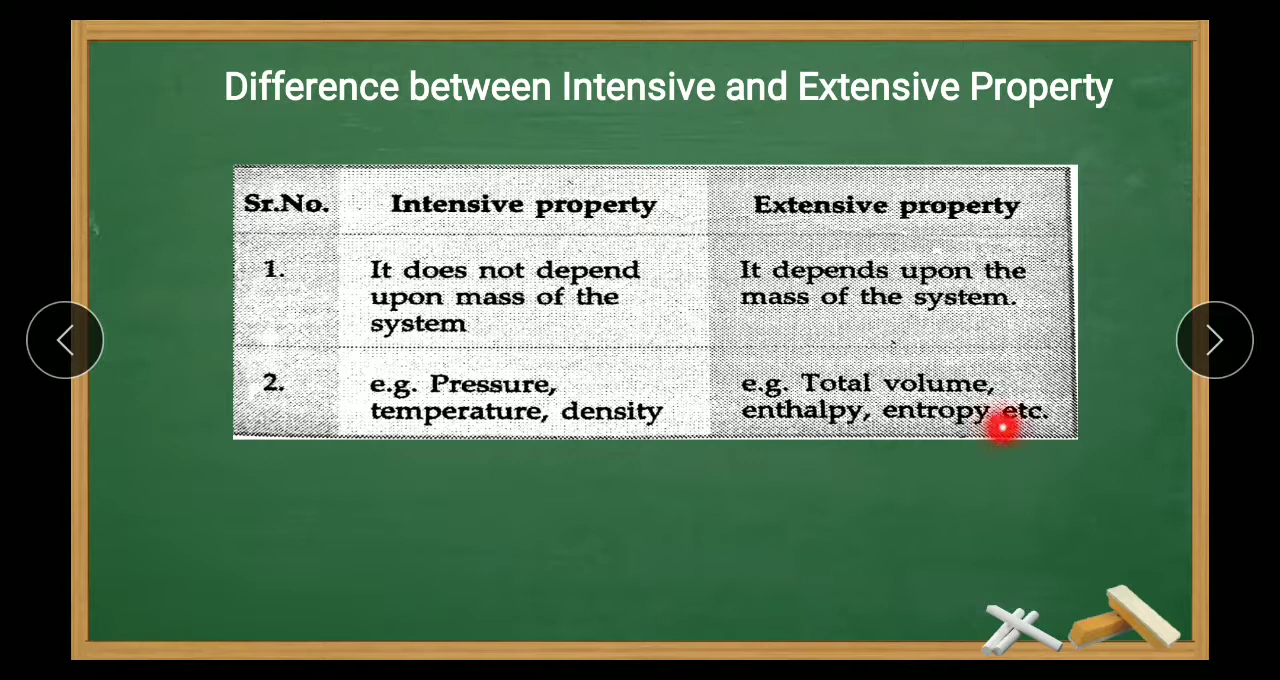 Difference between Intensive and Extensive Property
Sr.No. Intensive property Extensive property
1. It does not depend It depends upon the
upon mass of the mass of the system.
system
2. e.g. Pressure, e.g. Total volume,
temperature, density enthalpy, entropy etc.